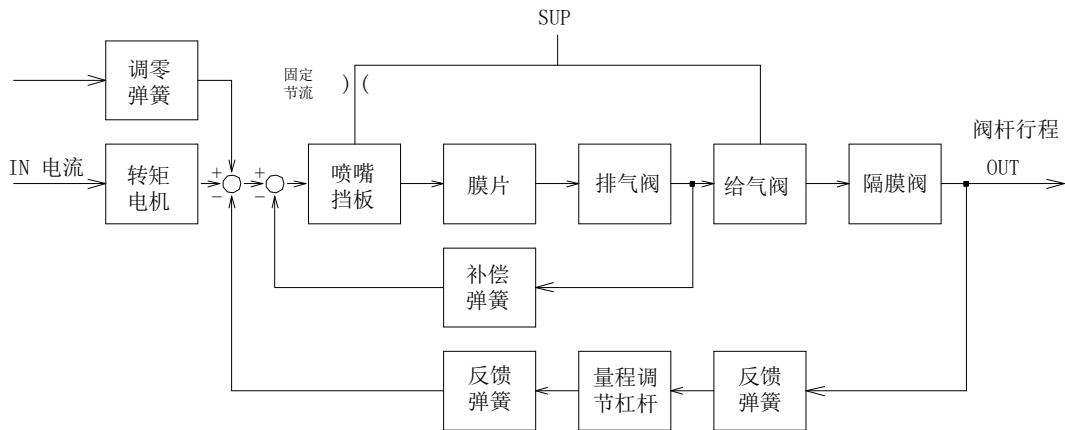 SUP
调零
弹簧
固定
节流
) (
阀杆行程
IN 电流
OUT
转矩
电机
+
−
+
−
喷嘴
挡板
膜片
排气阀
给气阀
隔膜阀
补偿
弹簧
反馈
弹簧
量程调
节杠杆
反馈
弹簧